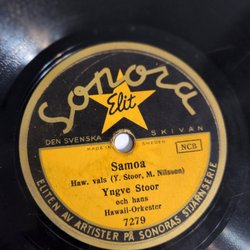 Sonora
Elit
DEN SVENSKA SKIVAN
MADE IN SWEDEN
NCB
Samoa
Haw. vals (Y. Stoor, M. Nilsson)
Yngve Stoor
och hans
Hawaii-Orkester
7279
ELITEN AV ARTISTER PÅ SONORAS STJÄRNSERIE